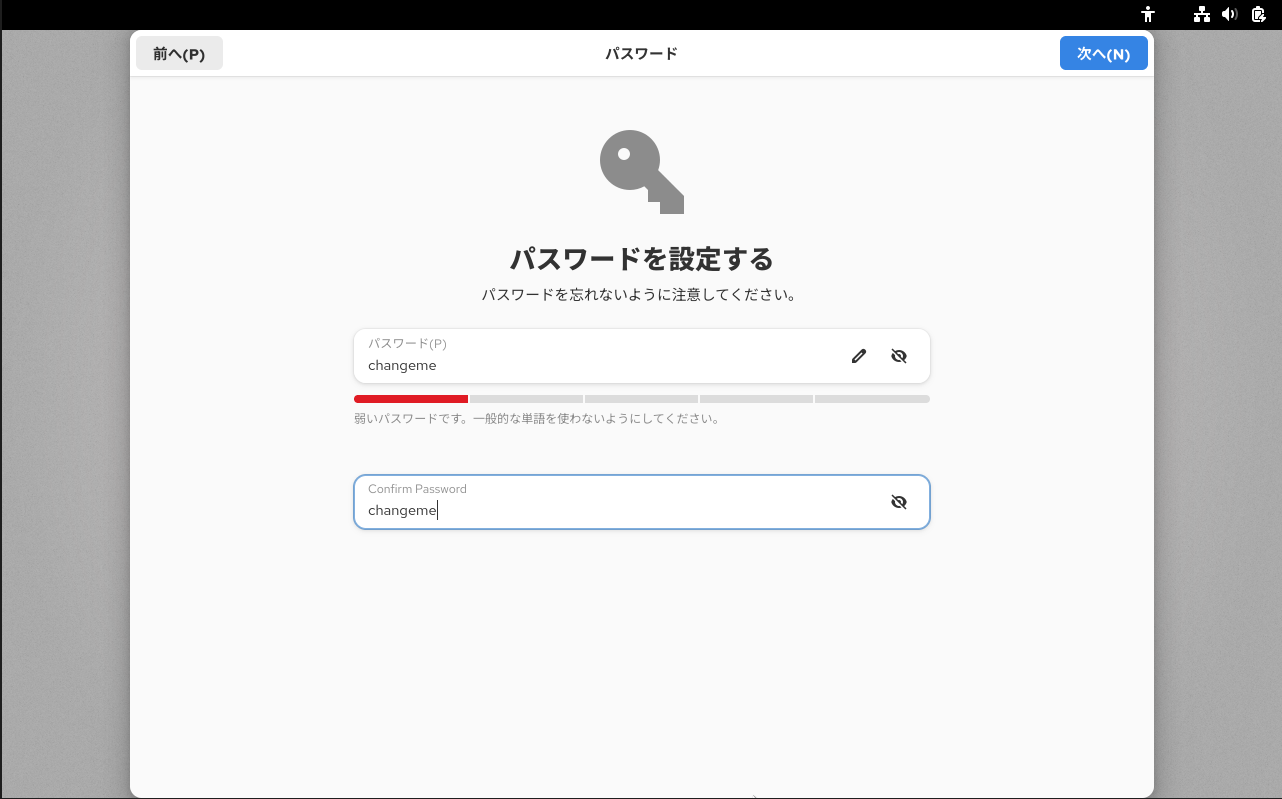 前へ(P)
パスワード
次へ(N)
パスワードを設定する
パスワードを忘れないように注意してください。
パスワード(P)
changeme
弱いパスワードです。一般的な単語を使わないようにしてください。
Confirm Password
changeme